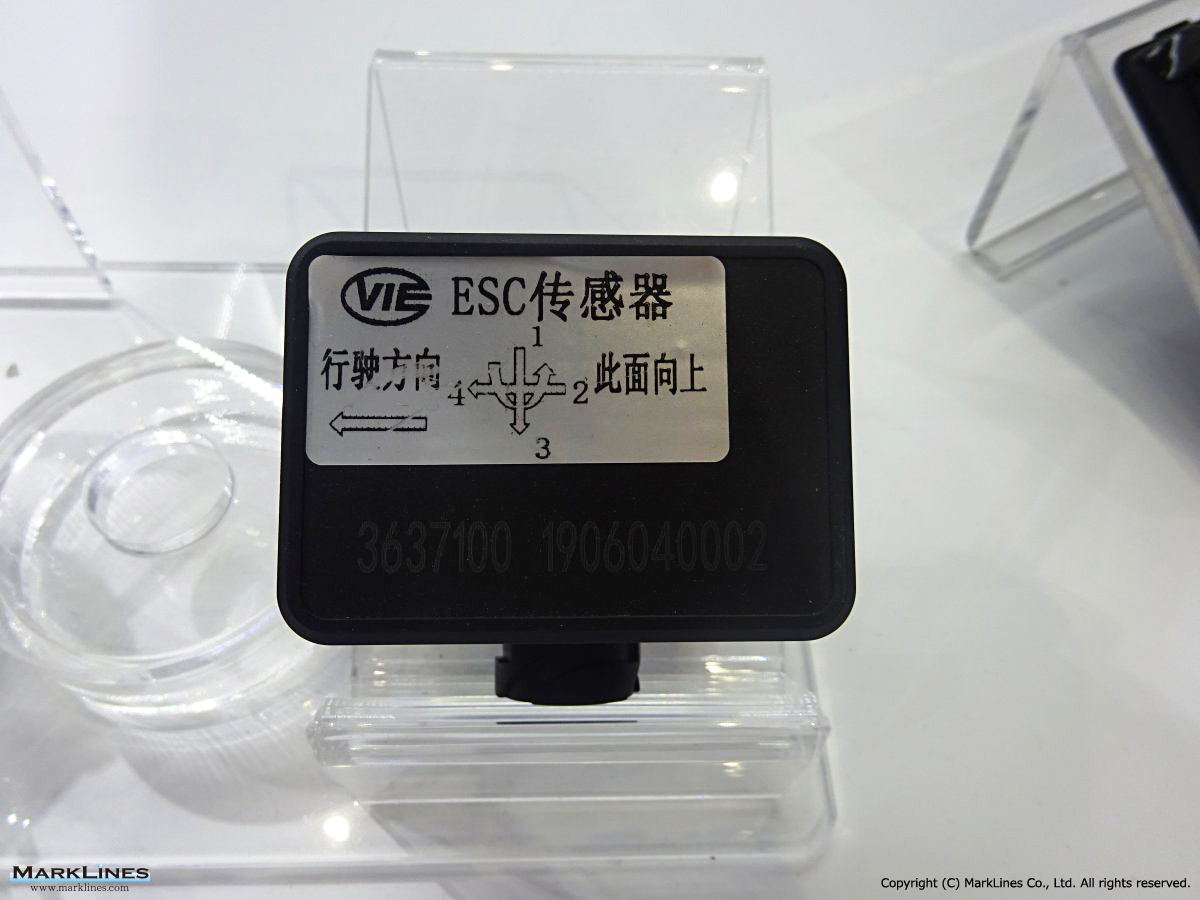 VIE ESC传感器
1
行驶方向 4 2 此面向上
3
3637100 1906040002
MARKLINES
www.marklines.com
Copyright (C) MarkLines Co., Ltd. All rights reserved.